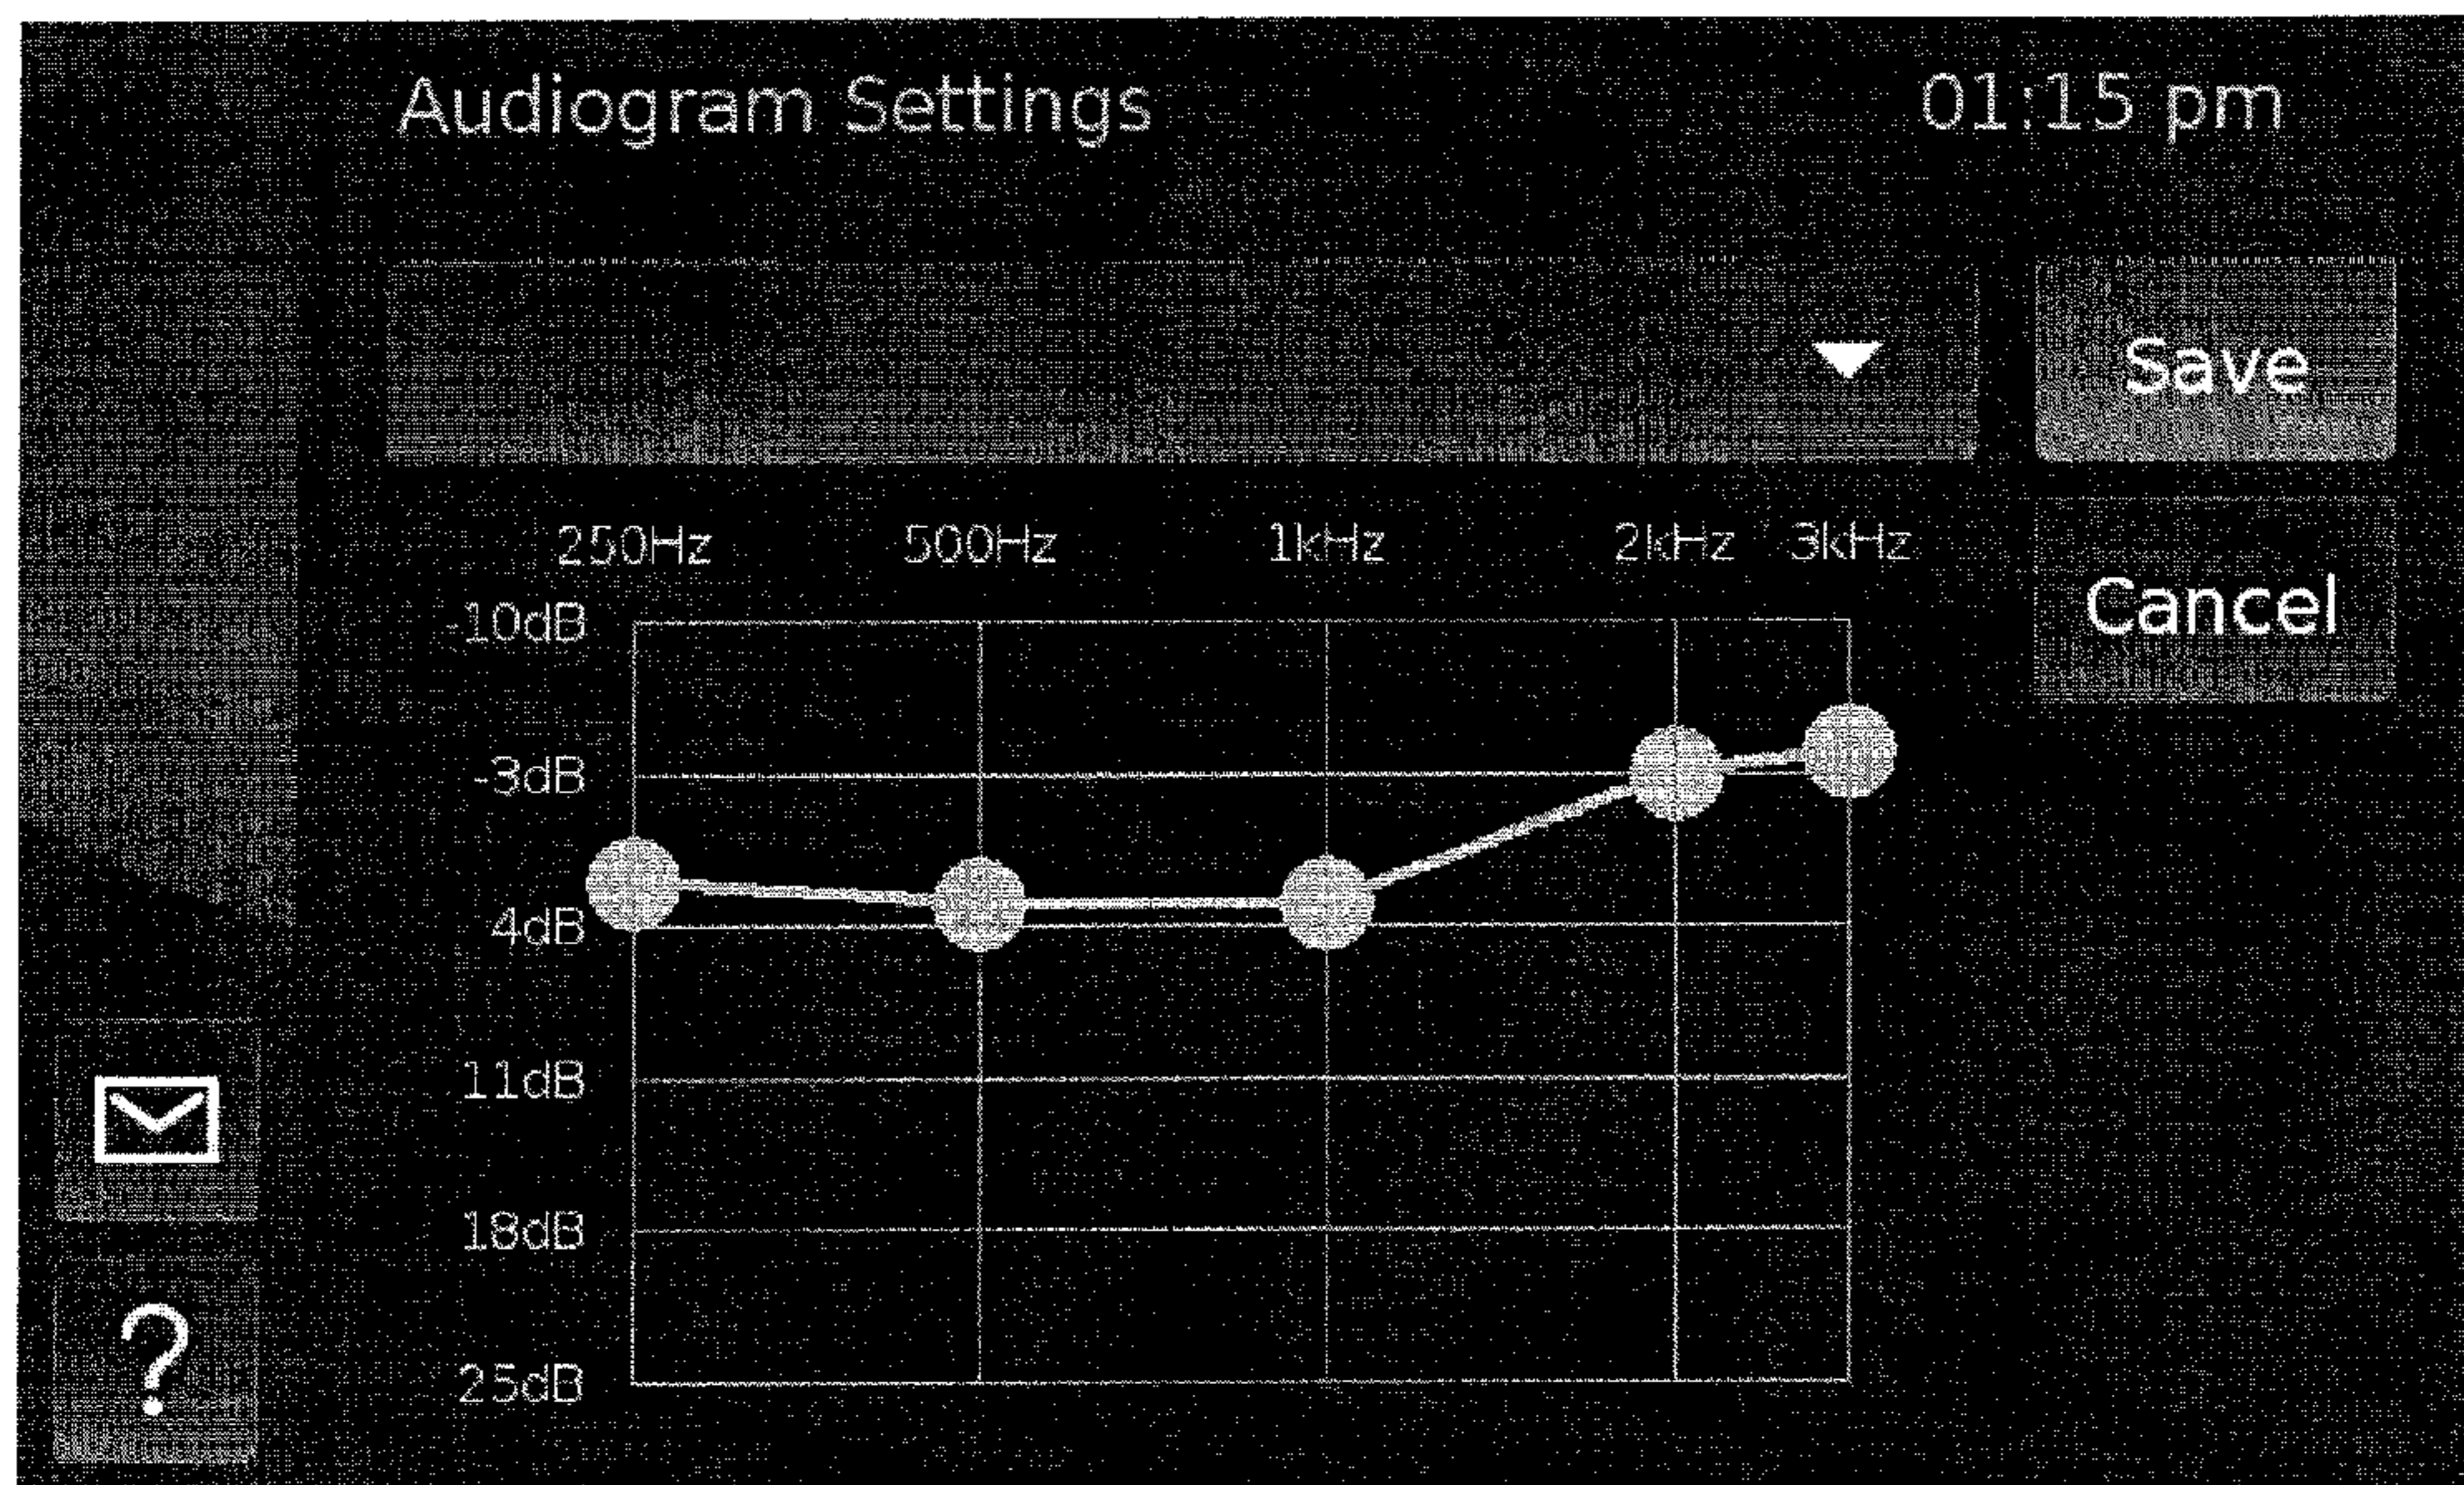 Audiogram Settings 01:15 pm
Save
250Hz 500Hz 1kHz 2kHz 3kHz
Cancel
-10dB
-3dB
4dB
11dB
18dB
?
25dB